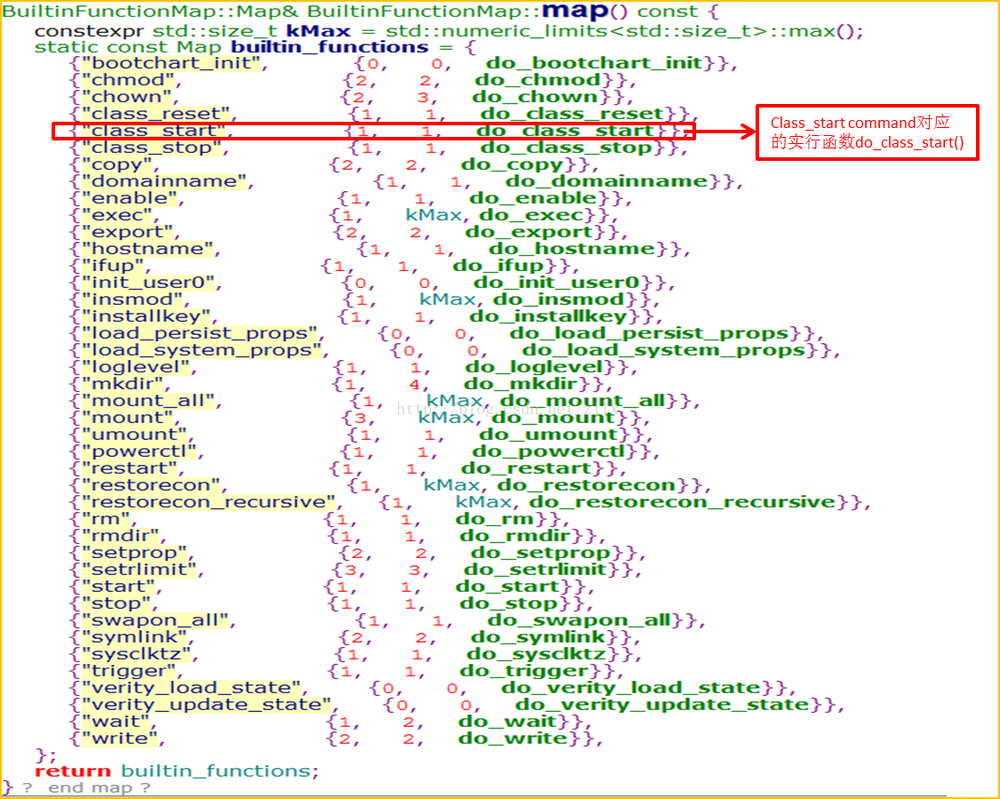 BuiltinFunctionMap::Map& BuiltinFunctionMap::map() const {
constexpr std::size_t kMax = std::numeric_limits<std::size_t>::max();
static const Map builtin_functions = {
{"bootchart_init", {0, 0, do_bootchart_init}},
{"chmod", {2, 2, do_chmod}},
{"chown", {2, 3, do_chown}},
{"class_reset", {1, 1, do_class_reset}},
{"class_start", {1, 1, do_class_start}},
Class_start command对应
的实行函数do_class_start()
{"class_stop", {1, 1, do_class_stop}},
{"copy", {2, 2, do_copy}},
{"domainname", {1, 1, do_domainname}},
{"enable", {1, 1, do_enable}},
{"exec", {1, kMax, do_exec}},
{"export", {2, 2, do_export}},
{"hostname", {1, 1, do_hostname}},
{"ifup", {1, 1, do_ifup}},
{"init_user0", {0, 0, do_init_user0}},
{"insmod", {1, kMax, do_insmod}},
{"installkey", {1, 1, do_installkey}},
{"load_persist_props", {0, 0, do_load_persist_props}},
{"load_system_props", {0, 0, do_load_system_props}},
{"loglevel", {1, 1, do_loglevel}},
{"mkdir", {1, 4, do_mkdir}},
{"mount_all", {1, kMax, do_mount_all}},
{"mount", {3, kMax, do_mount}},
{"umount", {1, 1, do_umount}},
{"powerctl", {1, 1, do_powerctl}},
{"restart", {1, 1, do_restart}},
{"restorecon", {1, kMax, do_restorecon}},
{"restorecon_recursive", {1, kMax, do_restorecon_recursive}},
{"rm", {1, 1, do_rm}},
{"rmdir", {1, 1, do_rmdir}},
{"setprop", {2, 2, do_setprop}},
{"setrlimit", {3, 3, do_setrlimit}},
{"start", {1, 1, do_start}},
{"stop", {1, 1, do_stop}},
{"swapon_all", {1, 1, do_swapon_all}},
{"symlink", {2, 2, do_symlink}},
{"sysclktz", {1, 1, do_sysclktz}},
{"trigger", {1, 1, do_trigger}},
{"verity_load_state", {0, 0, do_verity_load_state}},
{"verity_update_state", {0, 0, do_verity_update_state}},
{"wait", {1, 2, do_wait}},
{"write", {2, 2, do_write}},
};
return builtin_functions;
} ? end map ?